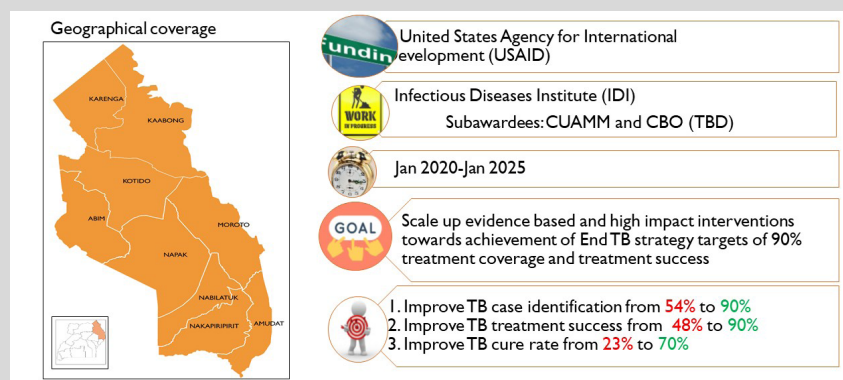 Geographical coverage
KARENGA
KAABONG
KOTIDO
ABIM
MOROTO
NAPAK
NABILATUK
NAKAPIRIPIRIT
AMUDAT
Fundin
United States Agency for International
evelopment (USAID)
WORK
IN PROGRESS
Infectious Diseases Institute (IDI)
Subawardees: CUAMM and CBO (TBD)
Jan 2020-Jan 2025
GOAL
Scale up evidence based and high impact interventions
towards achievement of End TB strategy targets of 90%
treatment coverage and treatment success
1. Improve TB case identification from 54% to 90%
2. Improve TB treatment success from 48% to 90%
3. Improve TB cure rate from 23% to 70%